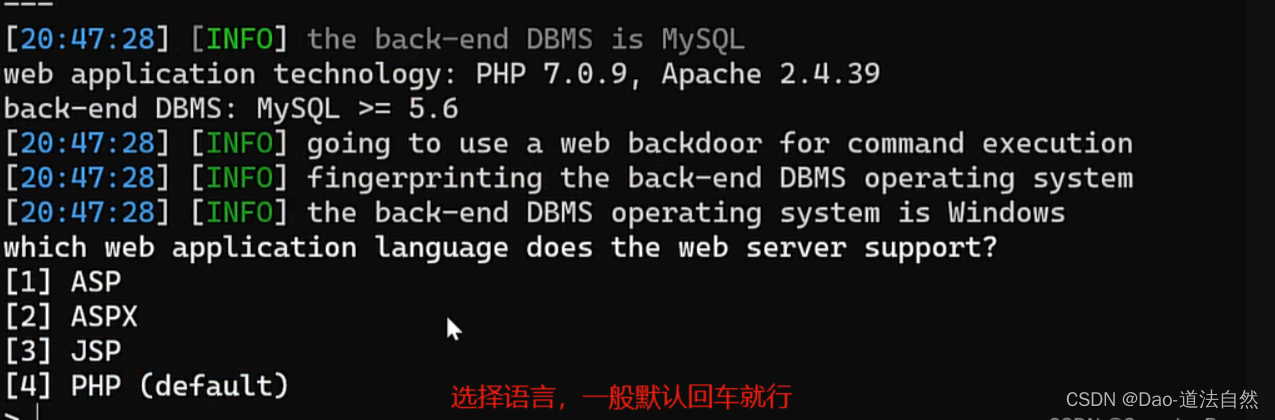 ---
[20:47:28] [INFO] the back-end DBMS is MySQL
web application technology: PHP 7.0.9, Apache 2.4.39
back-end DBMS: MySQL >= 5.6
[20:47:28] [INFO] going to use a web backdoor for command execution
[20:47:28] [INFO] fingerprinting the back-end DBMS operating system
[20:47:28] [INFO] the back-end DBMS operating system is Windows
which web application language does the web server support?
[1] ASP
[2] ASPX
[3] JSP
[4] PHP (default)
选择语言，一般默认回车就行
>
CSDN @Dao-道法自然